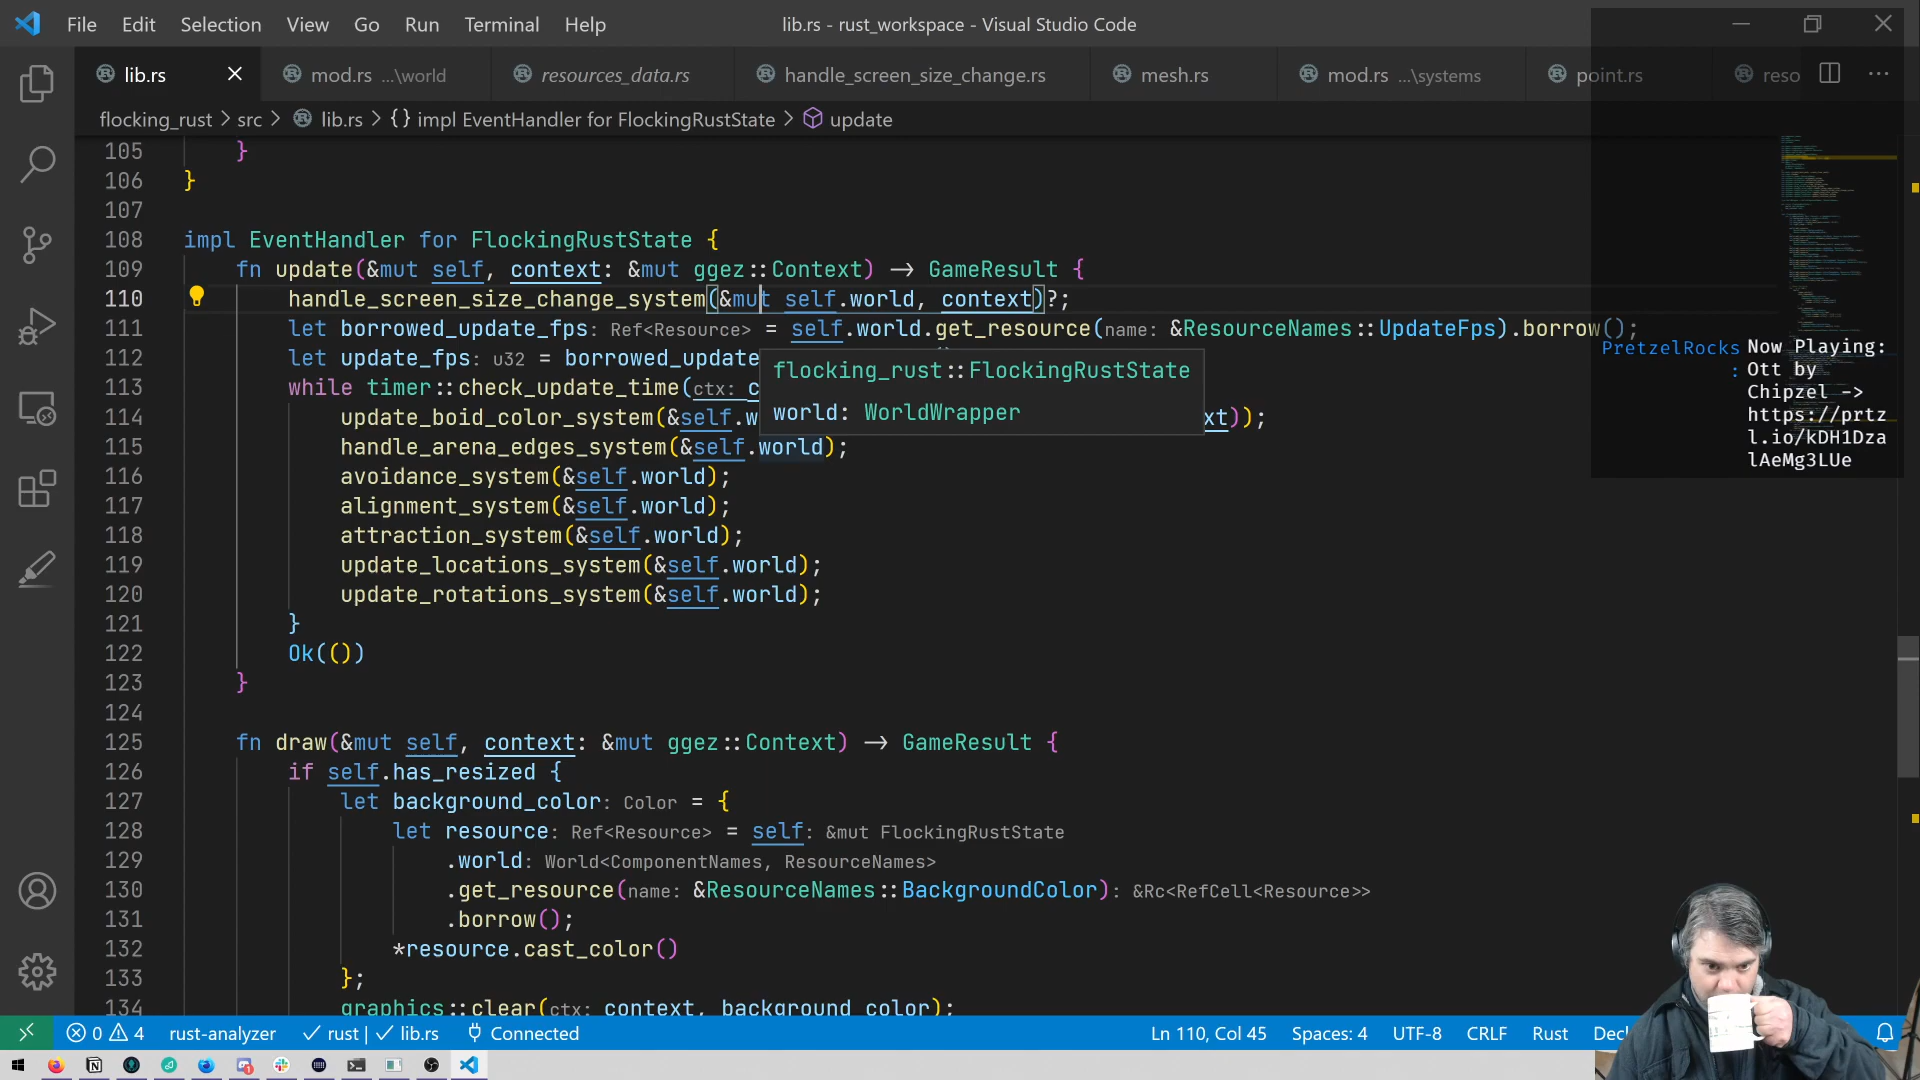 File Edit Selection View Go Run Terminal Help lib.rs - rust_workspace - Visual Studio Code
lib.rs mod.rs ...\world resources_data.rs handle_screen_size_change.rs mesh.rs mod.rs ...\systems point.rs reso
flocking_rust > src > lib.rs > {} impl EventHandler for FlockingRustState > update
105 }
106 }
107
108 impl EventHandler for FlockingRustState {
109 fn update(&mut self, context: &mut ggez::Context) -> GameResult {
110 handle_screen_size_change_system(&mut self.world, context)?;
111 let borrowed_update_fps: Ref<Resource> = self.world.get_resource(name: &ResourceNames::UpdateFps).borrow();
112 let update_fps: u32 = borrowed_update
113 while timer::check_update_time(ctx: c
114 update_boid_color_system(&self.w xt));
115 handle_arena_edges_system(&self.world);
116 avoidance_system(&self.world);
117 alignment_system(&self.world);
118 attraction_system(&self.world);
119 update_locations_system(&self.world);
120 update_rotations_system(&self.world);
121 }
122 Ok(())
123 }
124
125 fn draw(&mut self, context: &mut ggez::Context) -> GameResult {
126 if self.has_resized {
127 let background_color: Color = {
128 let resource: Ref<Resource> = self: &mut FlockingRustState
129 .world: World<ComponentNames, ResourceNames>
130 .get_resource(name: &ResourceNames::BackgroundColor): &Rc<RefCell<Resource>>
131 .borrow();
132 *resource.cast_color()
133 };
134 graphics::clear(ctx: context, background_color);
flocking_rust::FlockingRustState
world: WorldWrapper
PretzelRocks: Now Playing:
Ott by
Chipzel ->
https://prtz
l.io/kDH1Dza
lAeMg3LUe
0 4 rust-analyzer rust | lib.rs Connected Ln 110, Col 45 Spaces: 4 UTF-8 CRLF Rust Decl